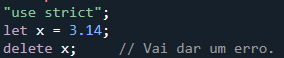 "use strict";
let x = 3.14;
delete x;      // Vai dar um erro.